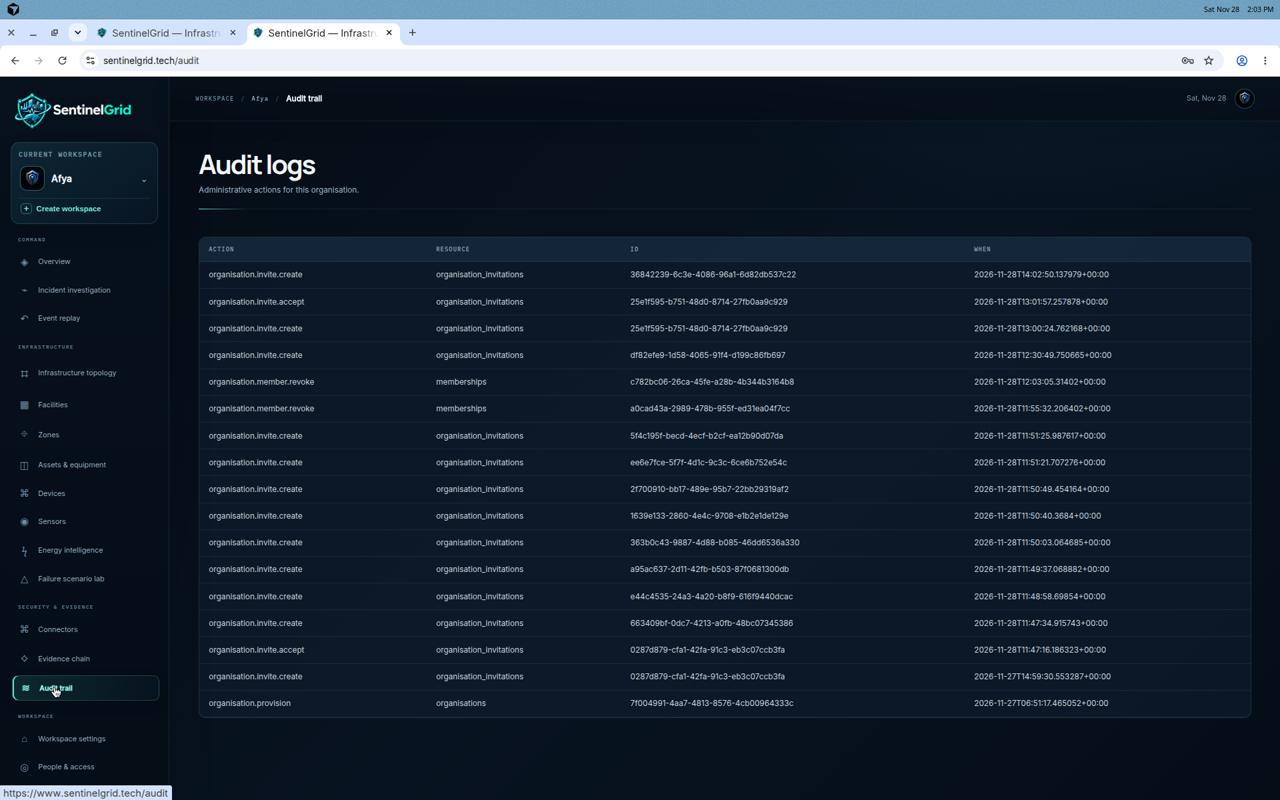 Sat Nov 28 2:03 PM
SentinelGrid — Infrastr
SentinelGrid — Infrastr
sentinelgrid.tech/audit
SentinelGrid
CURRENT WORKSPACE
Afya
+ Create workspace
COMMAND
Overview
Incident investigation
Event replay
INFRASTRUCTURE
Infrastructure topology
Facilities
Zones
Assets & equipment
Devices
Sensors
Energy intelligence
Failure scenario lab
SECURITY & EVIDENCE
Connectors
Evidence chain
Audit trail
WORKSPACE
Workspace settings
People & access
https://www.sentinelgrid.tech/audit
WORKSPACE / Afya / Audit trail
Sat, Nov 28
Audit logs
Administrative actions for this organisation.
ACTION RESOURCE ID WHEN
organisation.invite.create organisation_invitations 36842239-6c3e-4086-96a1-6d82db537c22 2026-11-28T14:02:50.137979+00:00
organisation.invite.accept organisation_invitations 25e1f595-b751-48d0-8714-27fb0aa9c929 2026-11-28T13:01:57.257878+00:00
organisation.invite.create organisation_invitations 25e1f595-b751-48d0-8714-27fb0aa9c929 2026-11-28T13:00:24.762168+00:00
organisation.invite.create organisation_invitations df82efe9-1d58-4065-91f4-d199c86fb697 2026-11-28T12:30:49.750665+00:00
organisation.member.revoke memberships c782bc06-26ca-45fe-a28b-4b344b3164b8 2026-11-28T12:03:05.31402+00:00
organisation.member.revoke memberships a0cad43a-2989-478b-955f-ed31ea04f7cc 2026-11-28T11:55:32.206402+00:00
organisation.invite.create organisation_invitations 5f4c195f-becd-4ecf-b2cf-ea12b90d07da 2026-11-28T11:51:25.987617+00:00
organisation.invite.create organisation_invitations ee6e7fce-5f7f-4d1c-9c3c-6ce6b752e54c 2026-11-28T11:51:21.707276+00:00
organisation.invite.create organisation_invitations 2f700910-bb17-489e-95b7-22bb29319af2 2026-11-28T11:50:49.454164+00:00
organisation.invite.create organisation_invitations 1639e133-2860-4e4c-9708-e1b2e1de129e 2026-11-28T11:50:40.3684+00:00
organisation.invite.create organisation_invitations 363b0c43-9887-4d88-b085-46dd6536a330 2026-11-28T11:50:03.064685+00:00
organisation.invite.create organisation_invitations a95ac637-2d11-42fb-b503-87f0681300db 2026-11-28T11:49:37.068882+00:00
organisation.invite.create organisation_invitations e44c4535-24a3-4a20-b8f9-616f9440dcac 2026-11-28T11:48:58.69854+00:00
organisation.invite.create organisation_invitations 663409bf-0dc7-4213-a0fb-48bc07345386 2026-11-28T11:47:34.915743+00:00
organisation.invite.accept organisation_invitations 0287d879-cfa1-42fa-91c3-eb3c07ccb3fa 2026-11-28T11:47:16.186323+00:00
organisation.invite.create organisation_invitations 0287d879-cfa1-42fa-91c3-eb3c07ccb3fa 2026-11-27T14:59:30.553287+00:00
organisation.provision organisations 7f004991-4aa7-4813-8576-4cb00964333c 2026-11-27T06:51:17.465052+00:00